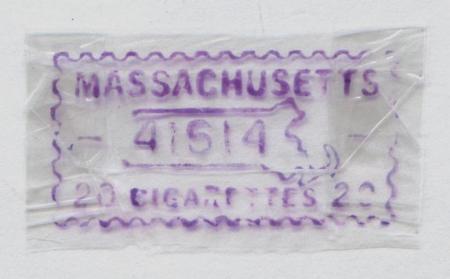 MASSACHUSETTS
- 41514 -
20 CIGARETTES 20